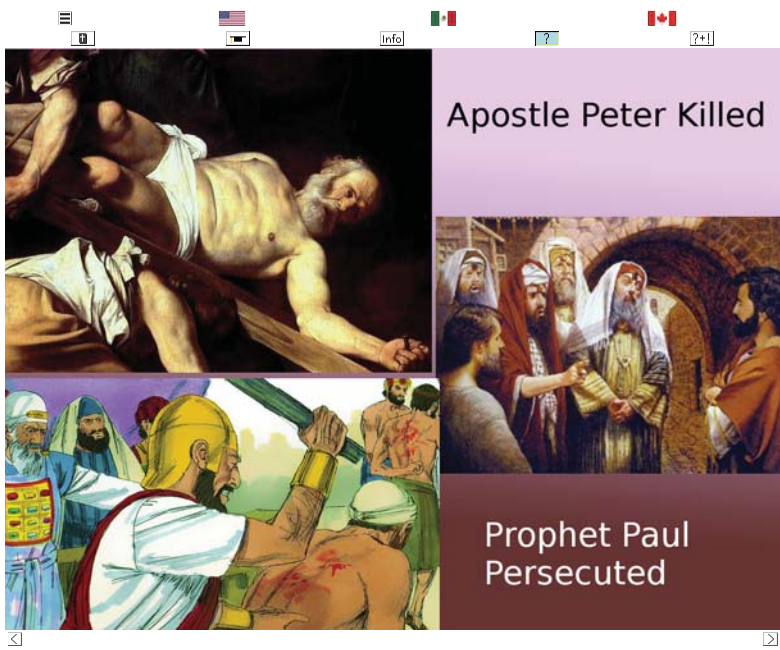 Info
?
?+!
Apostle Peter Killed
Prophet Paul
Persecuted